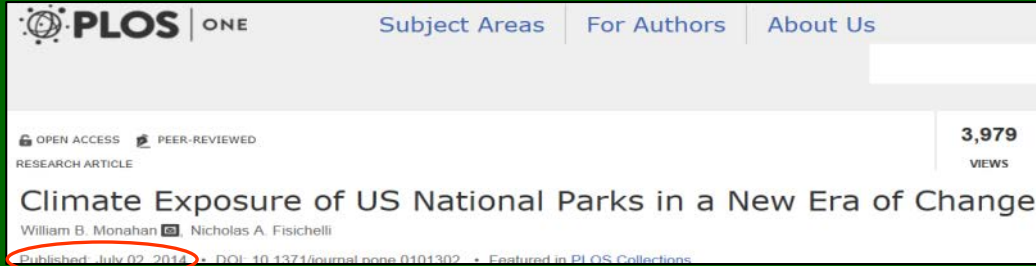 PLOS ONE Subject Areas For Authors About Us
OPEN ACCESS PEER-REVIEWED
3,979
RESEARCH ARTICLE
VIEWS
Climate Exposure of US National Parks in a New Era of Change
William B. Monahan, Nicholas A. Fisichelli
Published: July 02, 2014 • DOI: 10.1371/journal.pone.0101302 • Featured in PLOS Collections